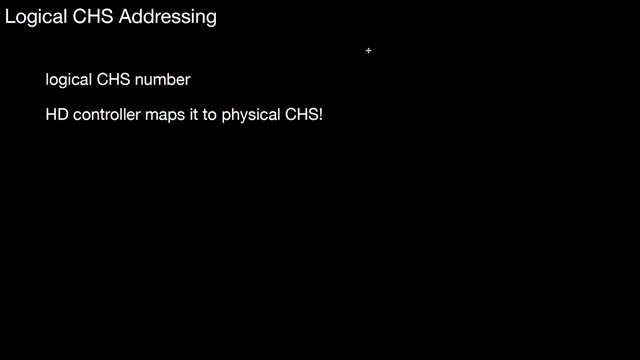 Logical CHS Addressing
logical CHS number
HD controller maps it to physical CHS!